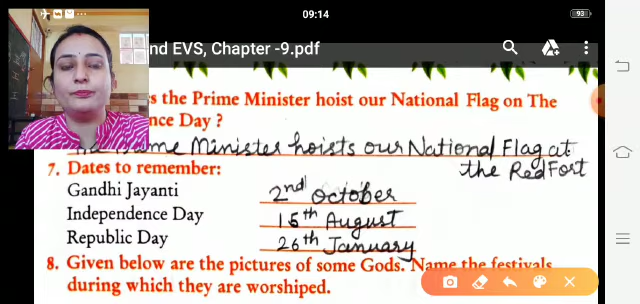 09:14
93
nd EVS, Chapter -9.pdf
s the Prime Minister hoist our National Flag on The
nce Day ?
Minister hoists our National Flag at
the Red Fort
7. Dates to remember:
Gandhi Jayanti 2nd October
Independence Day 15th August
Republic Day 26th January
8. Given below are the pictures of some Gods. Name the festivals
during which they are worshiped.